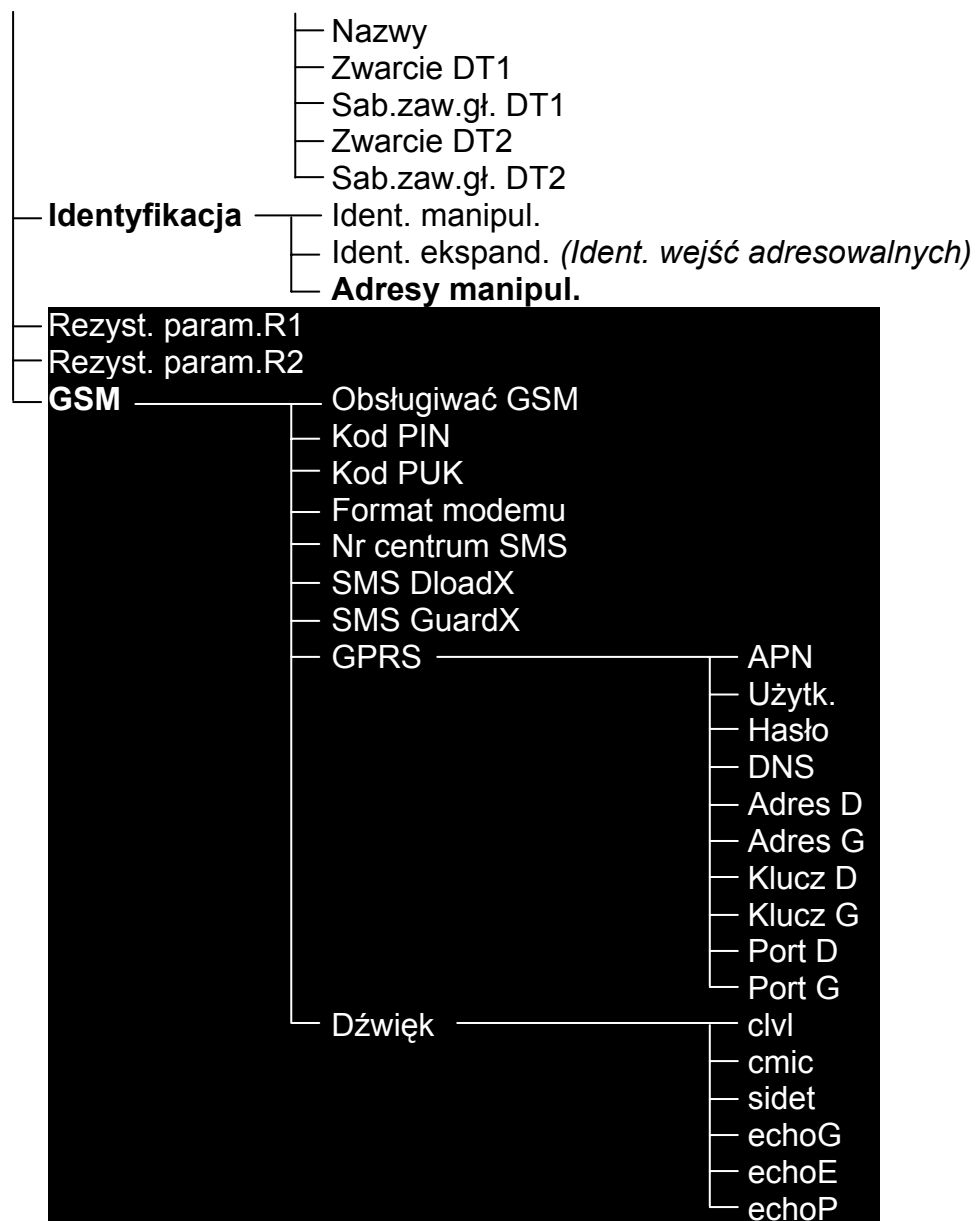 Nazwy
Zwarcie DT1
Sab.zaw.gł. DT1
Zwarcie DT2
Sab.zaw.gł. DT2
Identyfikacja Ident. manipul.
Ident. ekspand. (Ident. wejść adresowalnych)
Adresy manipul.
Rezyst. param.R1
Rezyst. param.R2
GSM Obsługiwać GSM
Kod PIN
Kod PUK
Format modemu
Nr centrum SMS
SMS DloadX
SMS GuardX
GPRS APN
Użytk.
Hasło
DNS
Adres D
Adres G
Klucz D
Klucz G
Port D
Port G
Dźwięk clvl
cmic
sidet
echoG
echoE
echoP